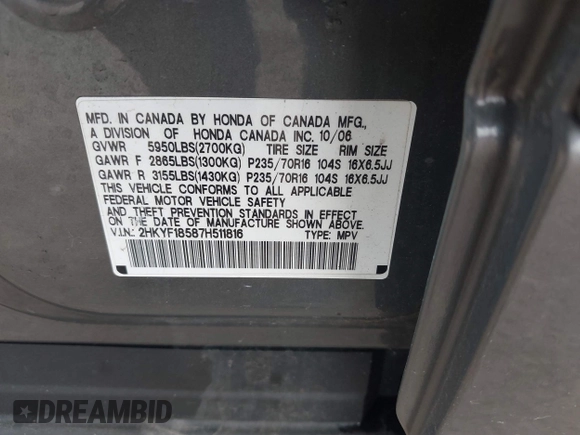 MFD. IN CANADA BY HONDA OF CANADA MFG.,
A DIVISION OF HONDA CANADA INC. 10/06
GVWR 5950LBS(2700KG) TIRE SIZE RIM SIZE
GAWR F 2865LBS(1300KG) P235/70R16 104S 16X6.5JJ
GAWR R 3155LBS(1430KG) P235/70R16 104S 16X6.5JJ
THIS VEHICLE CONFORMS TO ALL APPLICABLE
FEDERAL MOTOR VEHICLE SAFETY
AND THEFT PREVENTION STANDARDS IN EFFECT
ON THE DATE OF MANUFACTURE SHOWN ABOVE.
V.I.N.: 2HKYF18587H511816 TYPE: MPV
DREAMBID